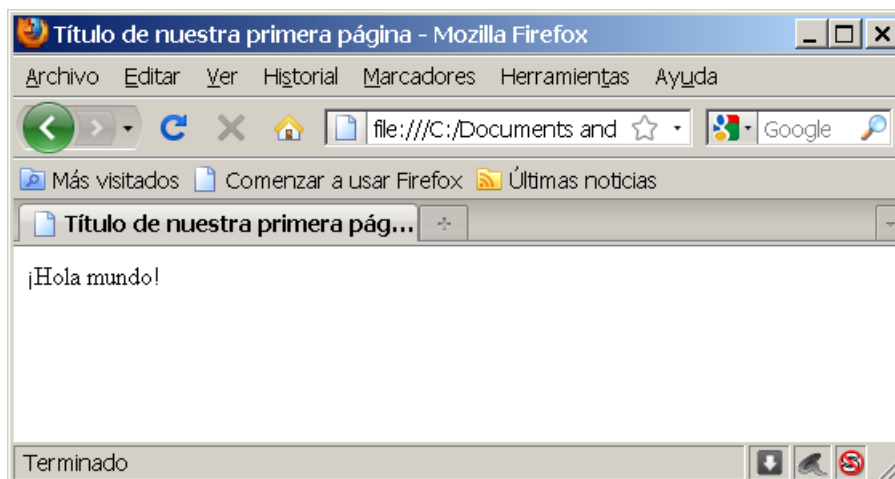 Título de nuestra primera página - Mozilla Firefox
Archivo Editar Ver Historial Marcadores Herramientas Ayuda
file:///C:/Documents and Google
Más visitados Comenzar a usar Firefox Últimas noticias
Título de nuestra primera pág...
¡Hola mundo!
Terminado